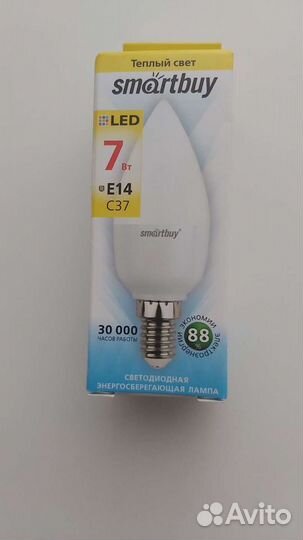 Теплый свет
smartbuy
LED
7 Вт
E14
C37
smartbuy
30 000
ЧАСОВ РАБОТЫ
ЭКОНОМИИ
88%
ЭЛЕКТРОЭНЕРГИИ
СВЕТОДИОДНАЯ
ЭНЕРГОСБЕРЕГАЮЩАЯ ЛАМПА
Avito